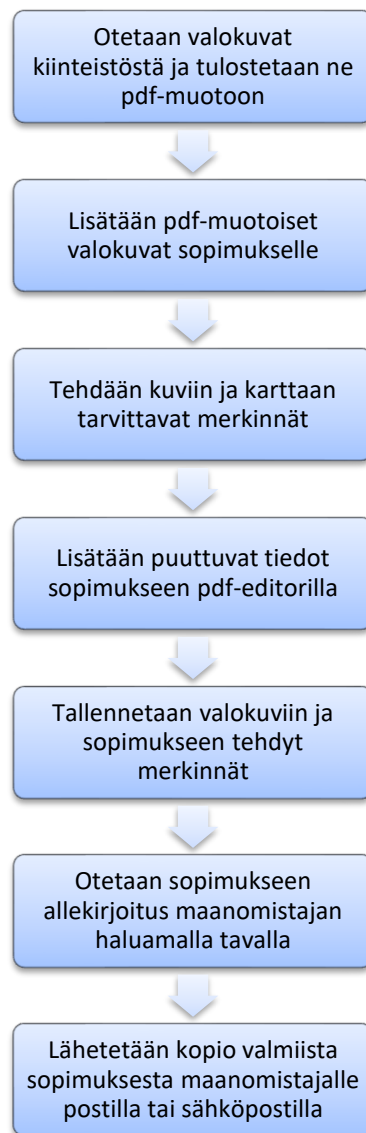 Otetaan valokuvat
kiinteistöstä ja tulostetaan ne
pdf-muotoon
Lisätään pdf-muotoiset
valokuvat sopimukselle
Tehdään kuviin ja karttaan
tarvittavat merkinnät
Lisätään puuttuvat tiedot
sopimukseen pdf-editorilla
Tallennetaan valokuviin ja
sopimukseen tehdyt
merkinnät
Otetaan sopimukseen
allekirjoitus maanomistajan
haluamalla tavalla
Lähetetään kopio valmiista
sopimuksesta maanomistajalle
postilla tai sähköpostilla